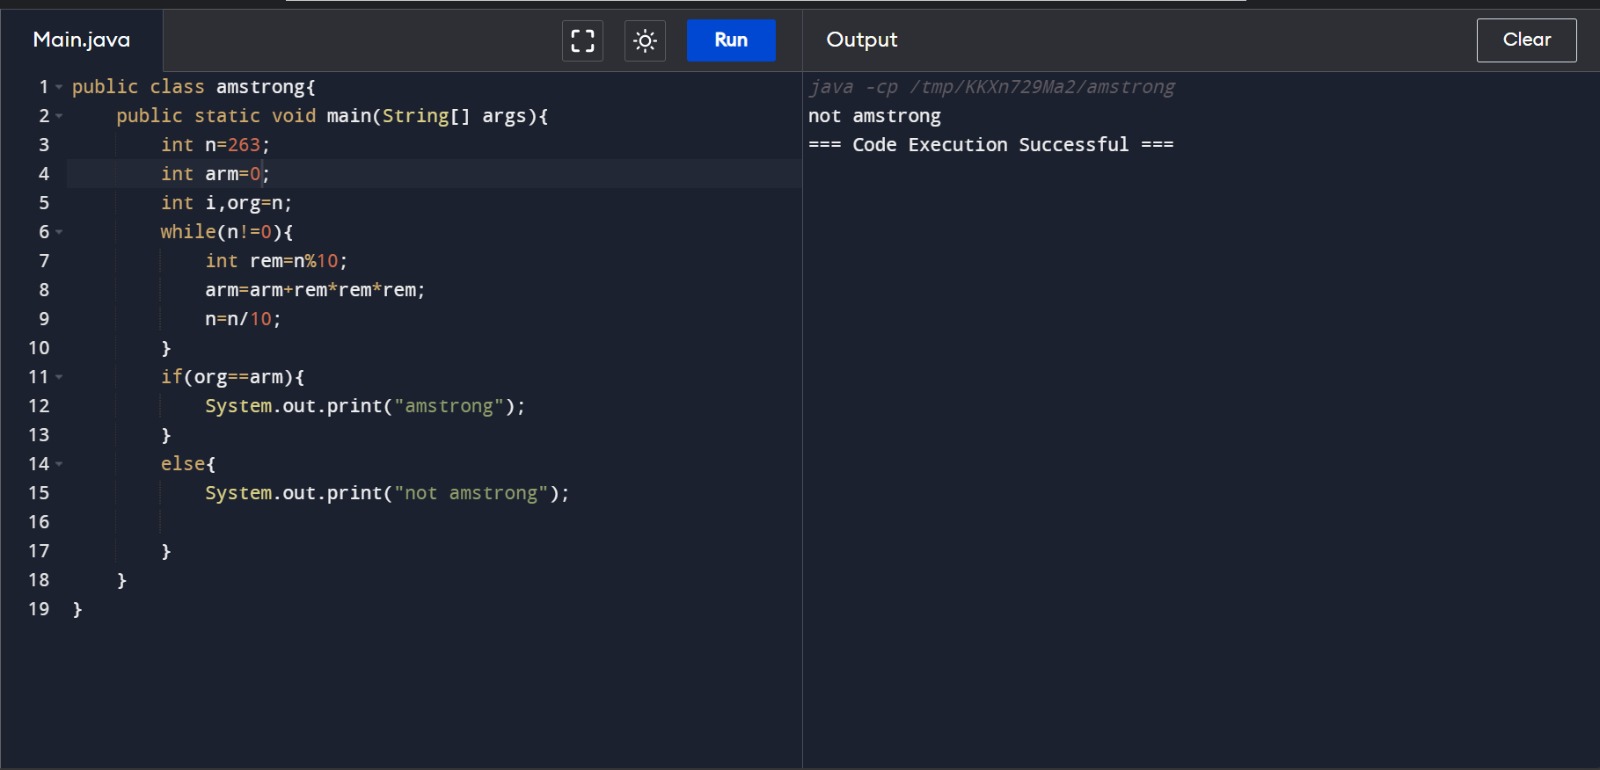 Main.java
Run
Output
Clear
1 public class amstrong{
2 public static void main(String[] args){
3 int n=263;
4 int arm=0;
5 int i,org=n;
6 while(n!=0){
7 int rem=n%10;
8 arm=arm+rem*rem*rem;
9 n=n/10;
10 }
11 if(org==arm){
12 System.out.print("amstrong");
13 }
14 else{
15 System.out.print("not amstrong");
16
17 }
18 }
19 }
java -cp /tmp/KKXn729Ma2/amstrong
not amstrong
=== Code Execution Successful ===